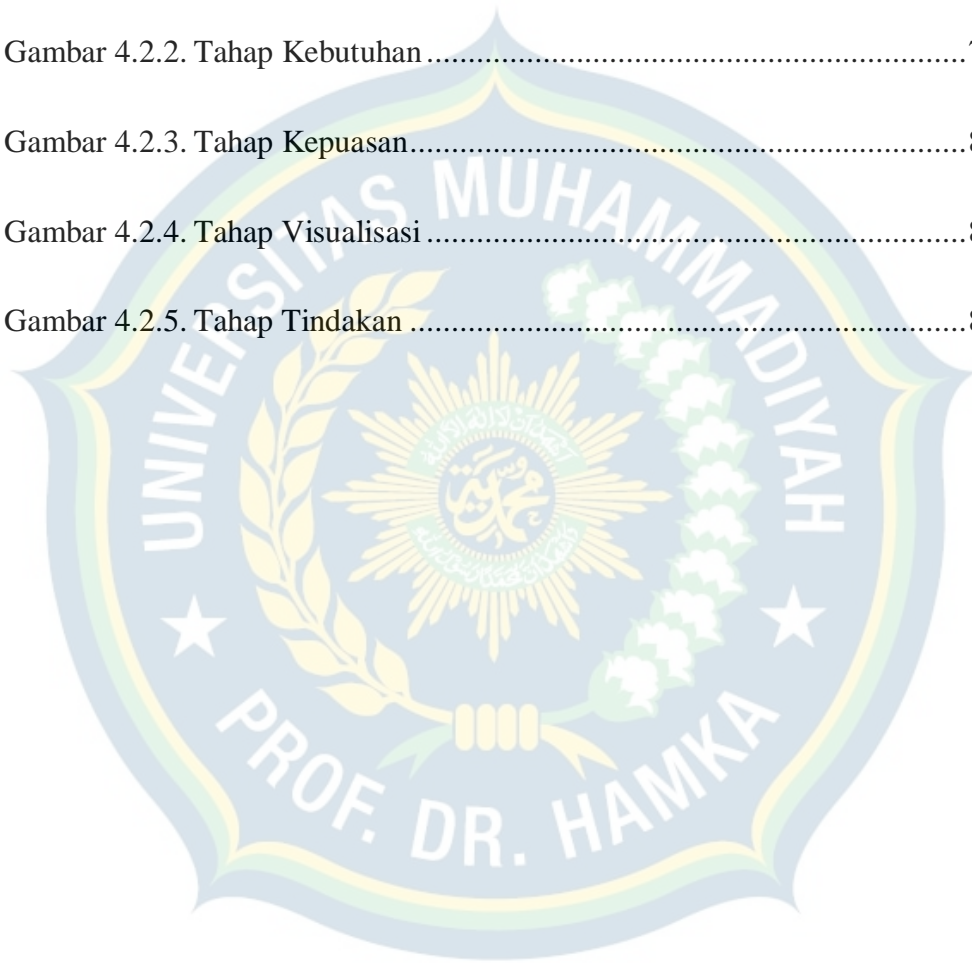 Gambar 4.2.2. Tahap Kebutuhan ..................................................................
Gambar 4.2.3. Tahap Kepuasan....................................................................
Gambar 4.2.4. Tahap Visualisasi ..................................................................
Gambar 4.2.5. Tahap Tindakan ....................................................................
UNIVERSITAS MUHAMMADIYAH
محمدية
PROF. DR. HAMKA